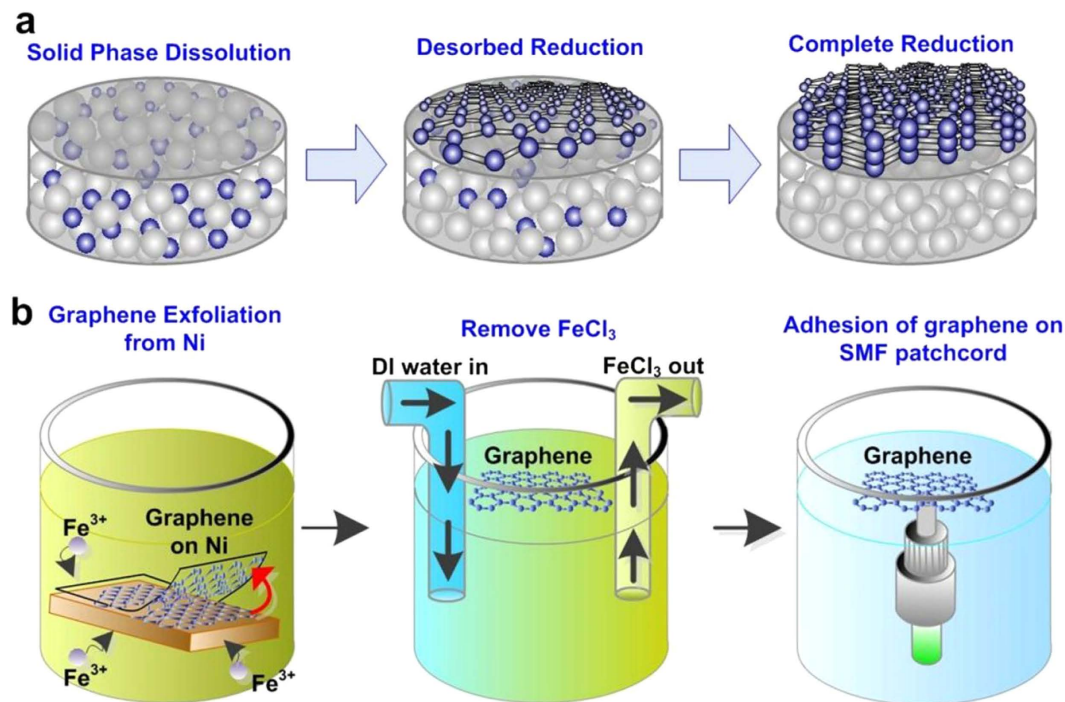 a
Solid Phase Dissolution
Desorbed Reduction
Complete Reduction
b
Graphene Exfoliation
from Ni
Remove FeCl₃
Adhesion of graphene on
SMF patchcord
DI water in
FeCl₃ out
Graphene
Graphene
Fe³⁺
Graphene
on Ni
Fe³⁺
Fe³⁺